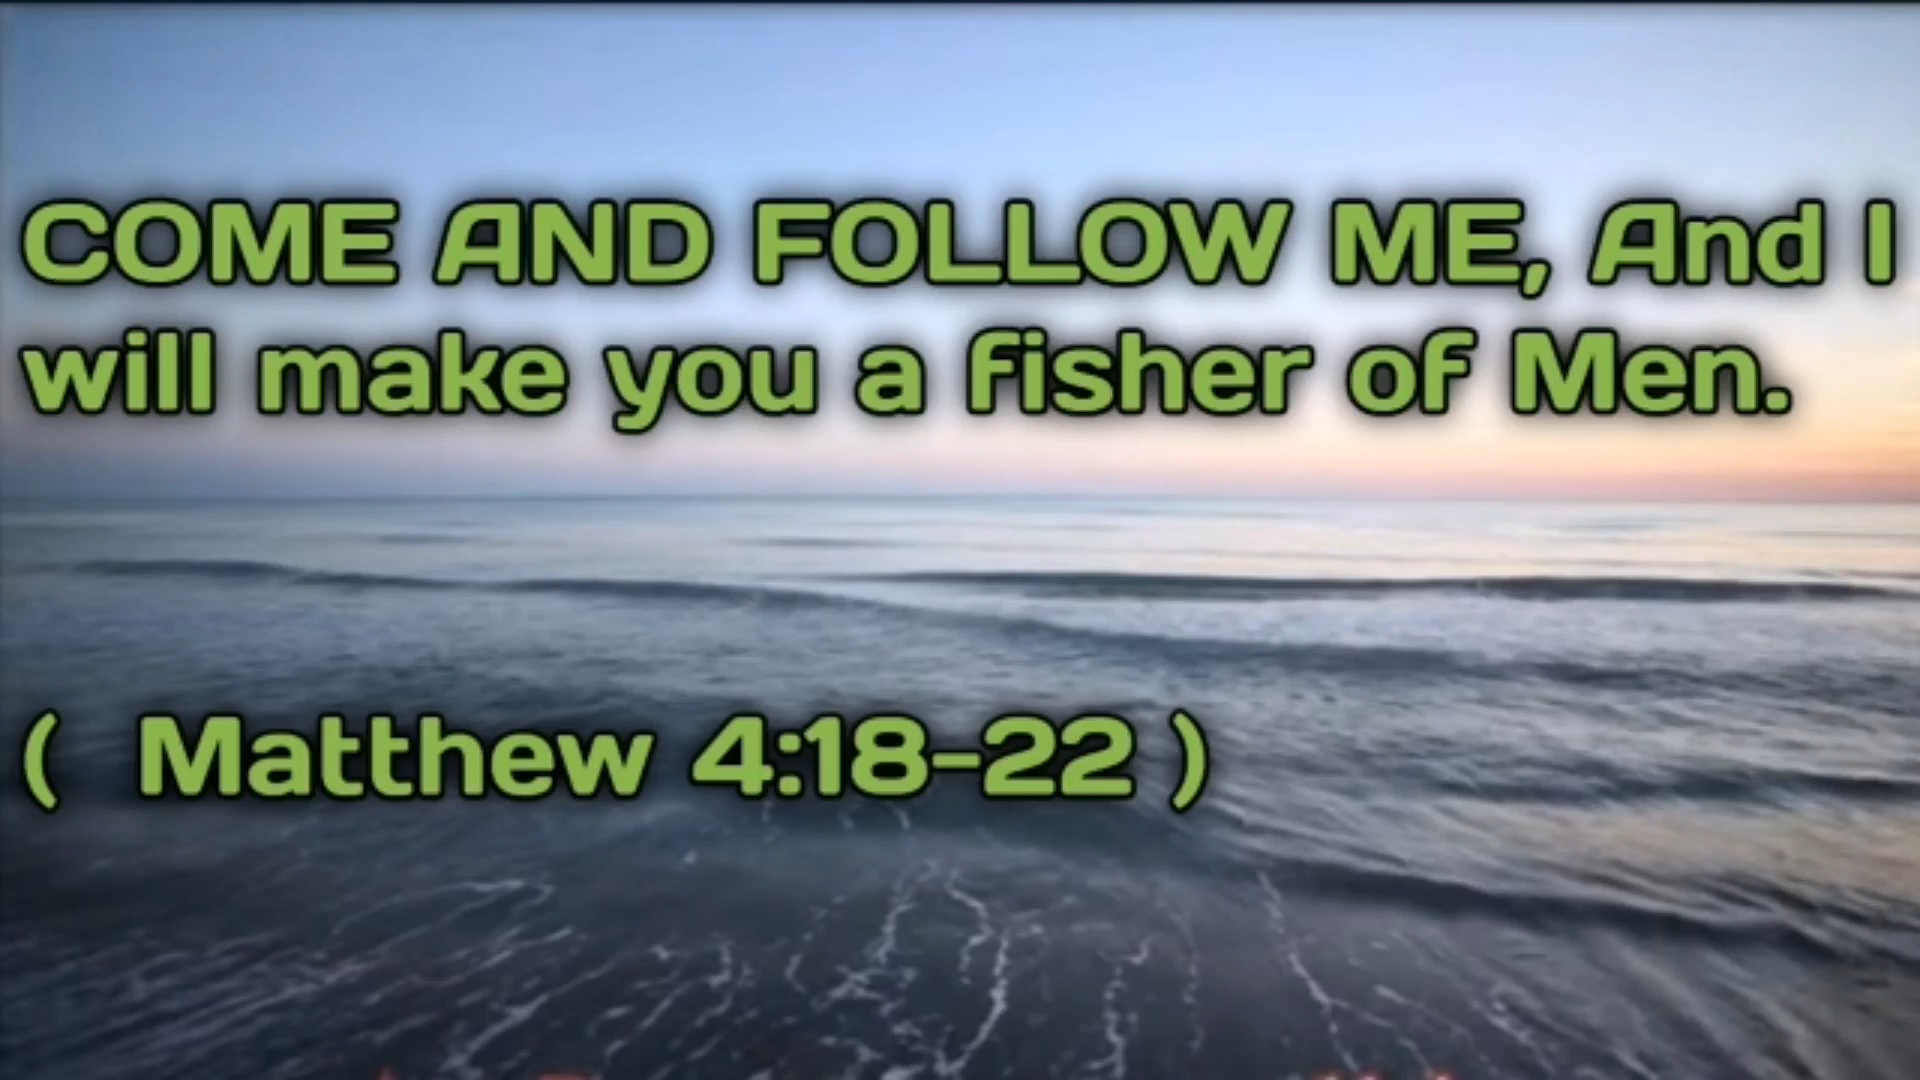 COME AND FOLLOW ME, And I
will make you a fisher of Men.
( Matthew 4:18-22 )